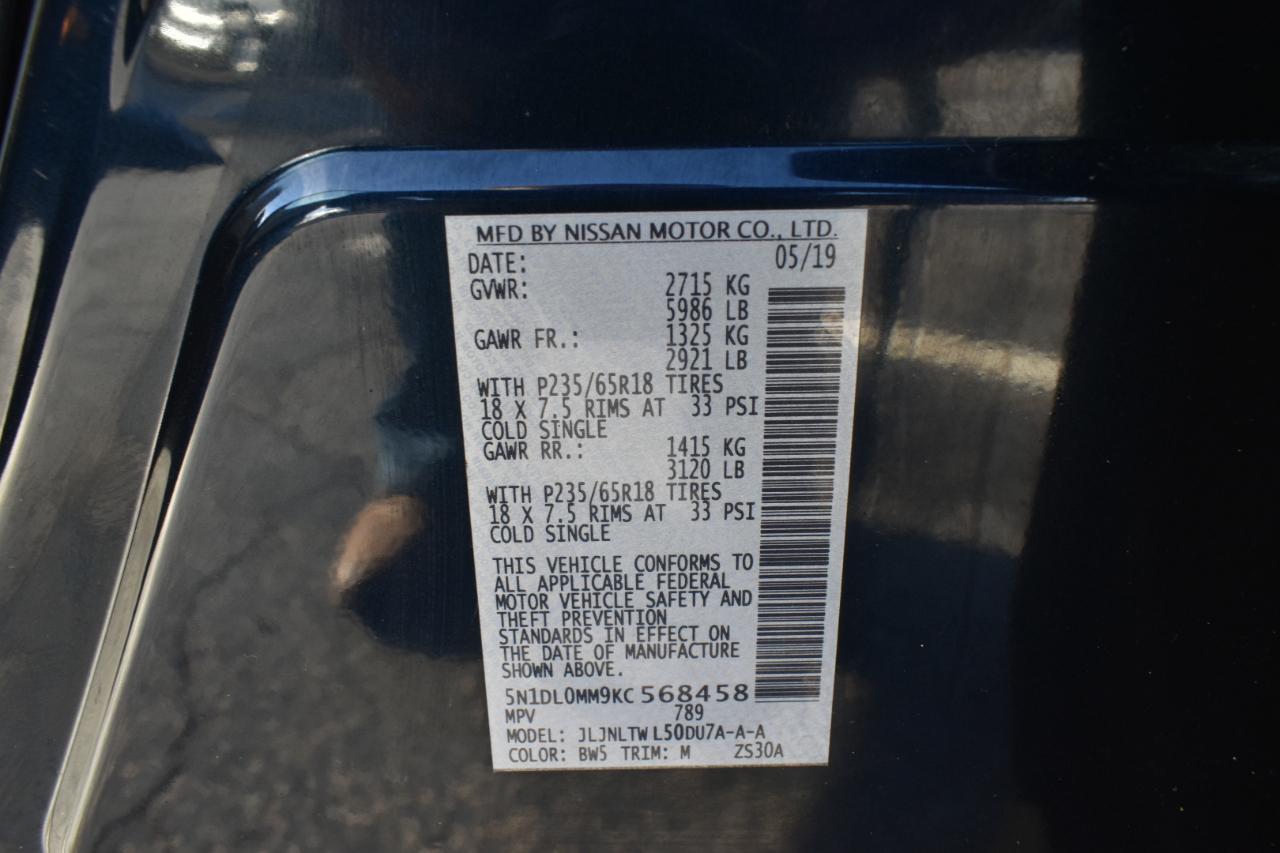 MFD BY NISSAN MOTOR CO., LTD.
DATE: 05/19
GVWR: 2715 KG
5986 LB
GAWR FR.: 1325 KG
2921 LB
WITH P235/65R18 TIRES
18 X 7.5 RIMS AT 33 PSI
COLD SINGLE
GAWR RR.: 1415 KG
3120 LB
WITH P235/65R18 TIRES
18 X 7.5 RIMS AT 33 PSI
COLD SINGLE
THIS VEHICLE CONFORMS TO
ALL APPLICABLE FEDERAL
MOTOR VEHICLE SAFETY AND
THEFT PREVENTION
STANDARDS IN EFFECT ON
THE DATE OF MANUFACTURE
SHOWN ABOVE.
5N1DL0MM9KC 568458
MPV 789
MODEL: JLJNLTW L50DU7A-A-A
COLOR: BW5 TRIM: M ZS30A